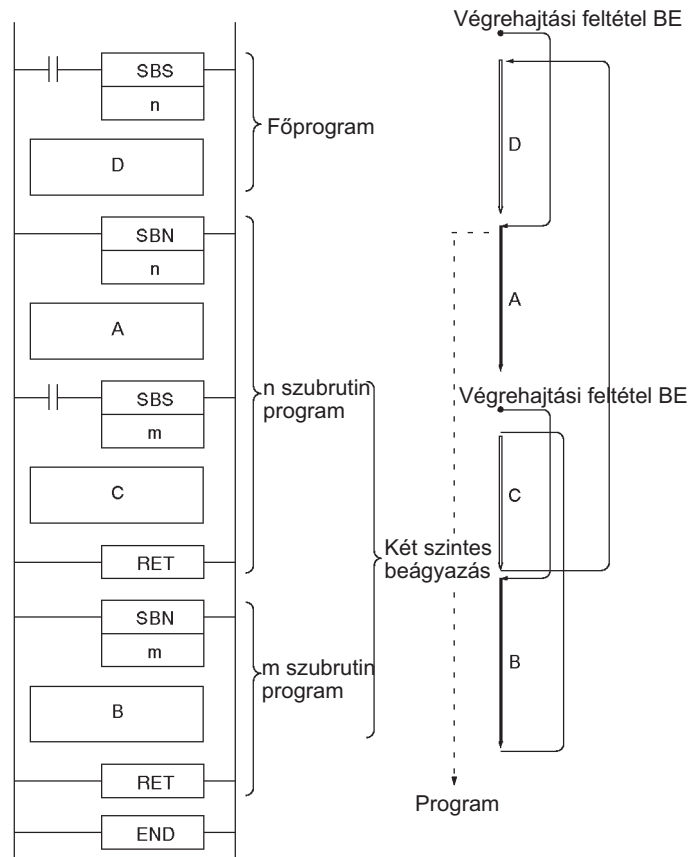 SBS
n
D
Főprogram
SBN
n
A
SBS
m
C
RET
n szubrutin
program
SBN
m
B
RET
m szubrutin
program
END
Két szintes
beágyazás
Végrehajtási feltétel BE
D
A
Végrehajtási feltétel BE
C
B
Program